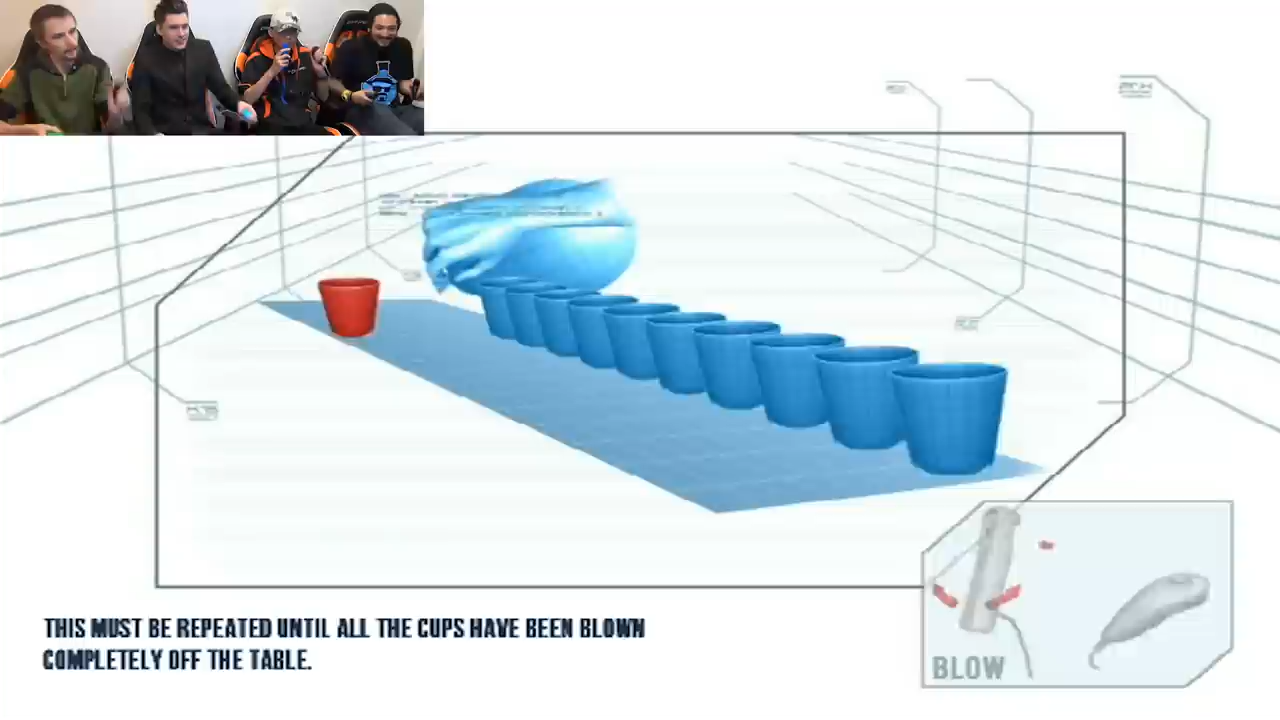 THIS MUST BE REPEATED UNTIL ALL THE CUPS HAVE BEEN BLOWN
COMPLETELY OFF THE TABLE.
BLOW